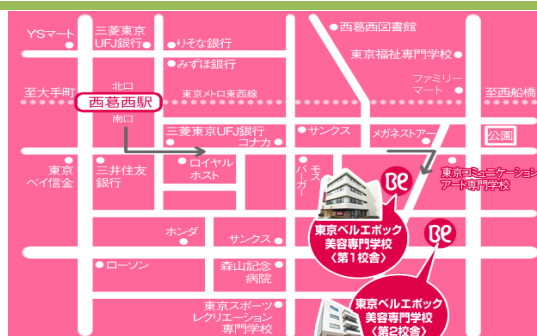 Y'Sマート
三菱東京
UFJ銀行
りそな銀行
みずほ銀行
西葛西図書館
東京福祉専門学校
ファミリー
マート
至大手町
北口
西葛西駅
東京メトロ東西線
至西船橋
南口
三菱東京UFJ銀行
コナカ
サンクス
メガネストアー
公園
東京
ベイ信金
三井住友
銀行
ロイヤル
ホスト
モス
バーガー
東京コミュニケーション
アート専門学校
Be
東京ベルエポック
美容専門学校
〈第1校舎〉
ホンダ
サンクス
Be
ローソン
森山記念
病院
東京スポーツ
レクリエーション
専門学校
東京ベルエポック
美容専門学校
〈第2校舎〉